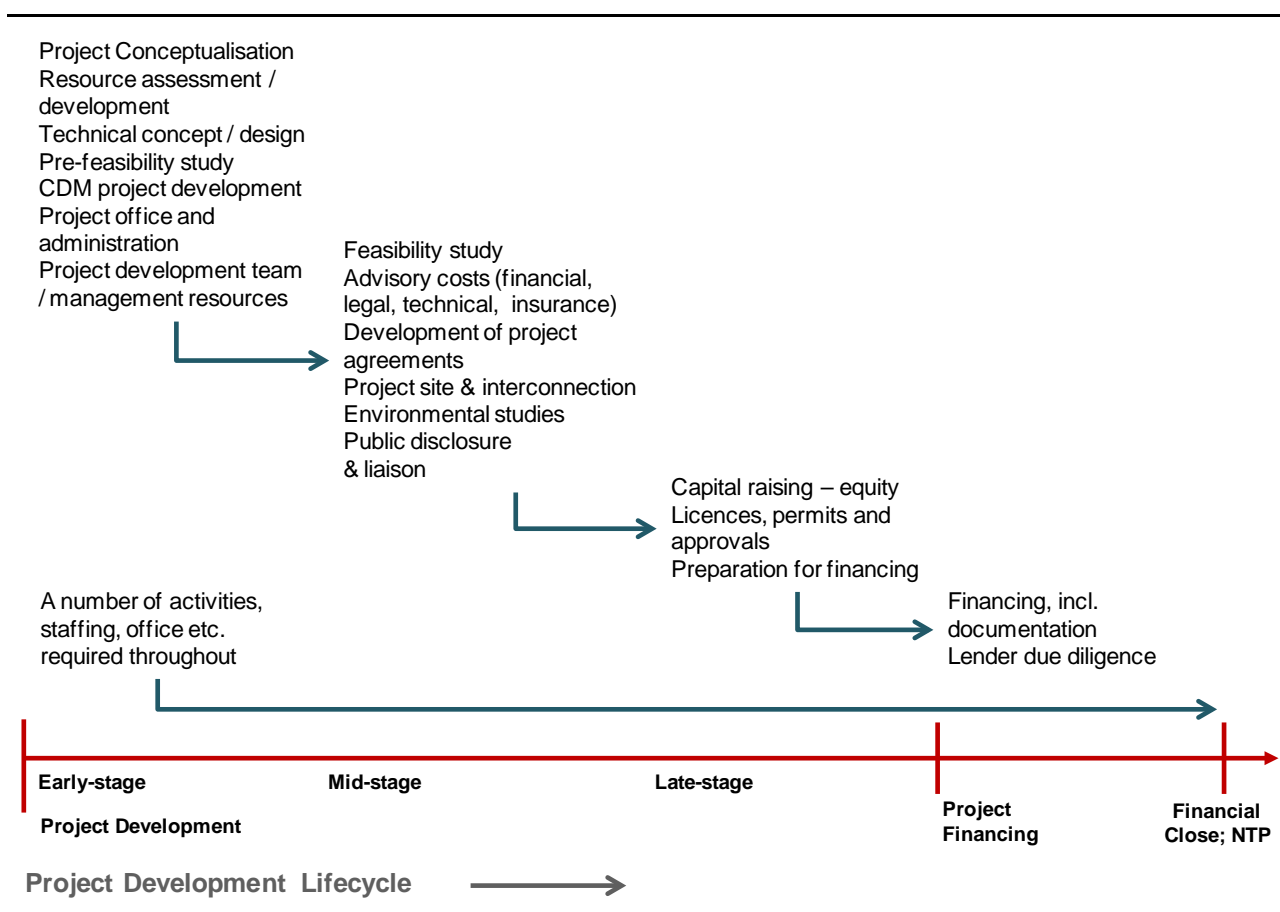 Project Conceptualisation
Resource assessment /
development
Technical concept / design
Pre-feasibility study
CDM project development
Project office and
administration
Project development team
/ management resources
Feasibility study
Advisory costs (financial,
legal, technical, insurance)
Development of project
agreements
Project site & interconnection
Environmental studies
Public disclosure
& liaison
Capital raising – equity
Licences, permits and
approvals
Preparation for financing
Financing, incl.
documentation
Lender due diligence
A number of activities,
staffing, office etc.
required throughout
Early-stage
Mid-stage
Late-stage
Project Development
Project
Financing
Financial
Close; NTP
Project Development Lifecycle